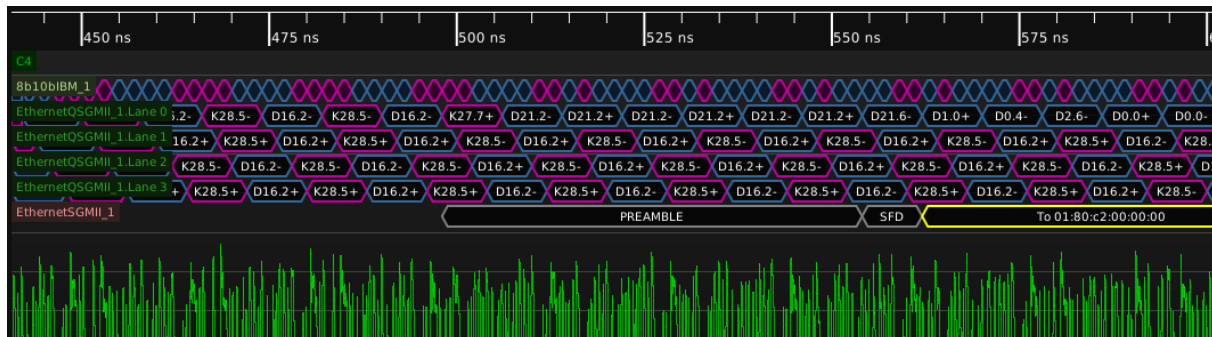 450 ns 475 ns 500 ns 525 ns 550 ns 575 ns
C4
8b10bIBM_1
EthernetQSGMII_1.Lane 0 K28.5- D16.2- K28.5- D16.2- K27.7+ D21.2- D21.2+ D21.2- D21.2+ D21.2- D21.2+ D21.6- D1.0+ D0.4- D2.6- D0.0+ D0.0-
EthernetQSGMII_1.Lane 1 16.2+ K28.5+ D16.2+ K28.5+ D16.2+ K28.5- D16.2+ K28.5- D16.2+ K28.5- D16.2+ K28.5- D16.2+ K28.5- D16.2+ K28.5- D16.2- K28.
EthernetQSGMII_1.Lane 2 K28.5- D16.2- K28.5- D16.2- K28.5- D16.2+ K28.5- D16.2+ K28.5- D16.2+ K28.5- D16.2+ K28.5- D16.2+ K28.5- D16.2+ K28.5+
EthernetQSGMII_1.Lane 3 K28.5+ D16.2+ K28.5+ D16.2+ K28.5+ D16.2- K28.5+ D16.2- K28.5+ D16.2- K28.5+ D16.2- K28.5+ D16.2- K28.5+ D16.2+ K28.5-
EthernetSGMII_1 PREAMBLE SFD To 01:80:c2:00:00:00